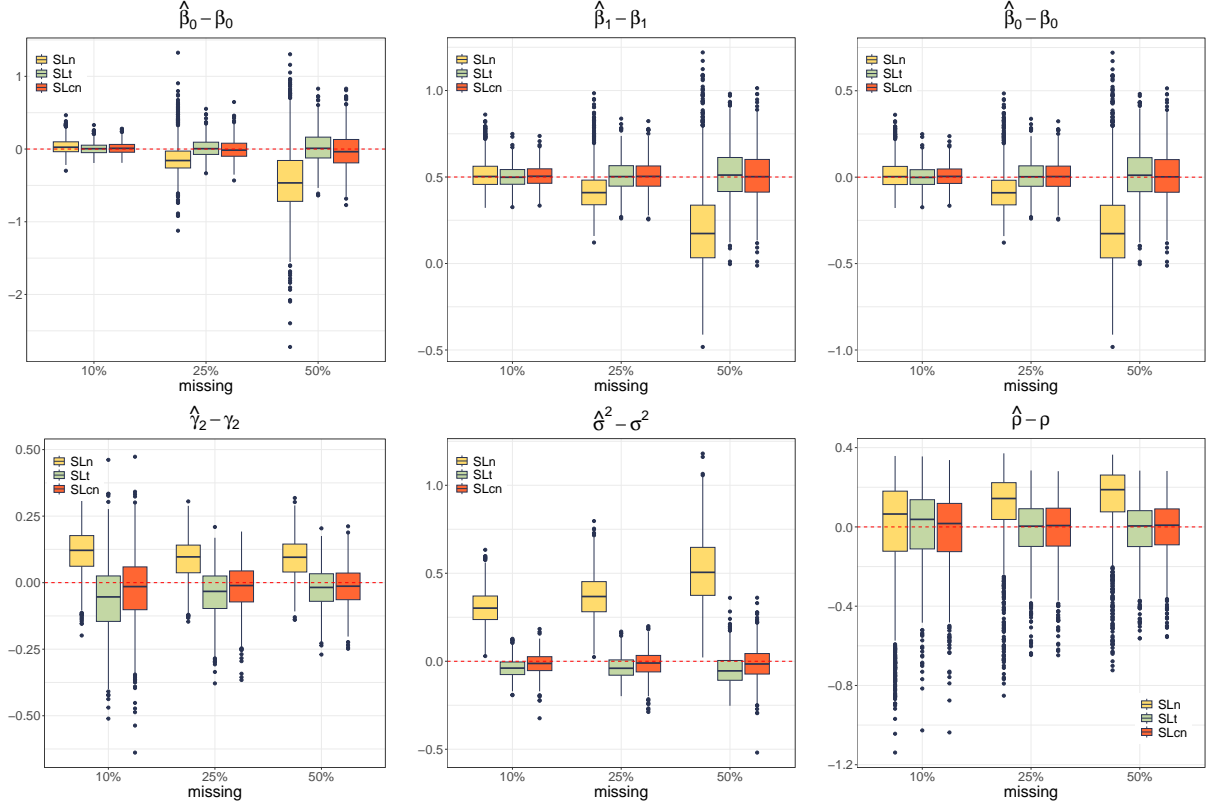 β̂₀ − β₀
SLn
SLt
SLcn
1
0
−1
−2
10% 25% 50%
missing
β̂₁ − β₁
SLn
SLt
SLcn
1.0
0.5
0.0
−0.5
10% 25% 50%
missing
β̂₀ − β₀
SLn
SLt
SLcn
0.5
0.0
−0.5
−1.0
10% 25% 50%
missing
γ̂₂ − γ₂
SLn
SLt
SLcn
0.50
0.25
0.00
−0.25
−0.50
10% 25% 50%
missing
σ̂² − σ²
SLn
SLt
SLcn
1.0
0.5
0.0
−0.5
10% 25% 50%
missing
ρ̂ − ρ
0.4
0.0
−0.4
−0.8
−1.2
SLn
SLt
SLcn
10% 25% 50%
missing